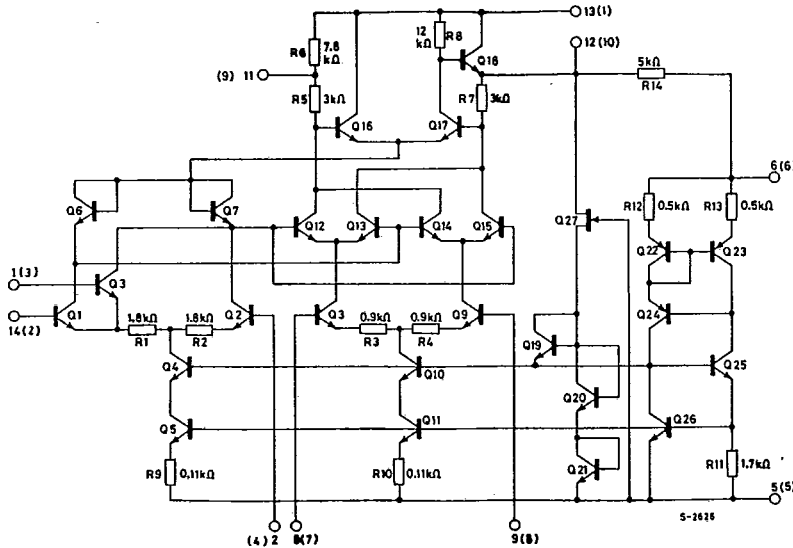 13(1)
R6
7.8
kΩ
12
kΩ
R8
12(10)
Q18
5kΩ
R14
(9) 11
R5
3kΩ
R7
3kΩ
Q16
Q17
6(6)
Q6
Q7
R12
0.5kΩ
R13
0.5kΩ
Q12
Q13
Q14
Q15
Q27
Q22
Q23
1(3)
Q3
14(2)
Q1
1.8kΩ
R1
1.8kΩ
R2
Q2
Q3
0.9kΩ
R3
0.9kΩ
R4
Q9
Q24
Q19
Q25
Q4
Q10
Q20
Q5
Q11
Q26
R9
0.11kΩ
R10
0.11kΩ
Q21
R11
1.7kΩ
5(5)
S-2626
(4) 2
8(7)
9(8)